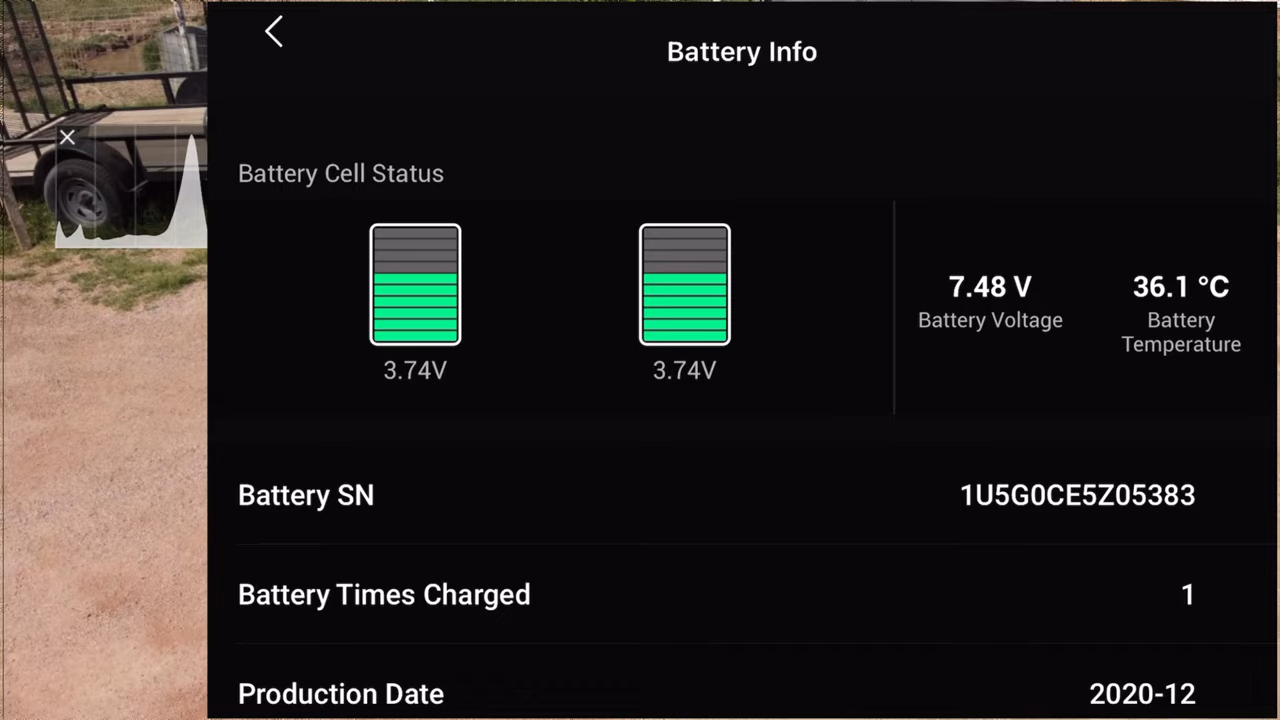 Battery Info
Battery Cell Status
3.74V
3.74V
7.48 V
Battery Voltage
36.1 °C
Battery
Temperature
Battery SN
1U5G0CE5Z05383
Battery Times Charged
1
Production Date
2020-12